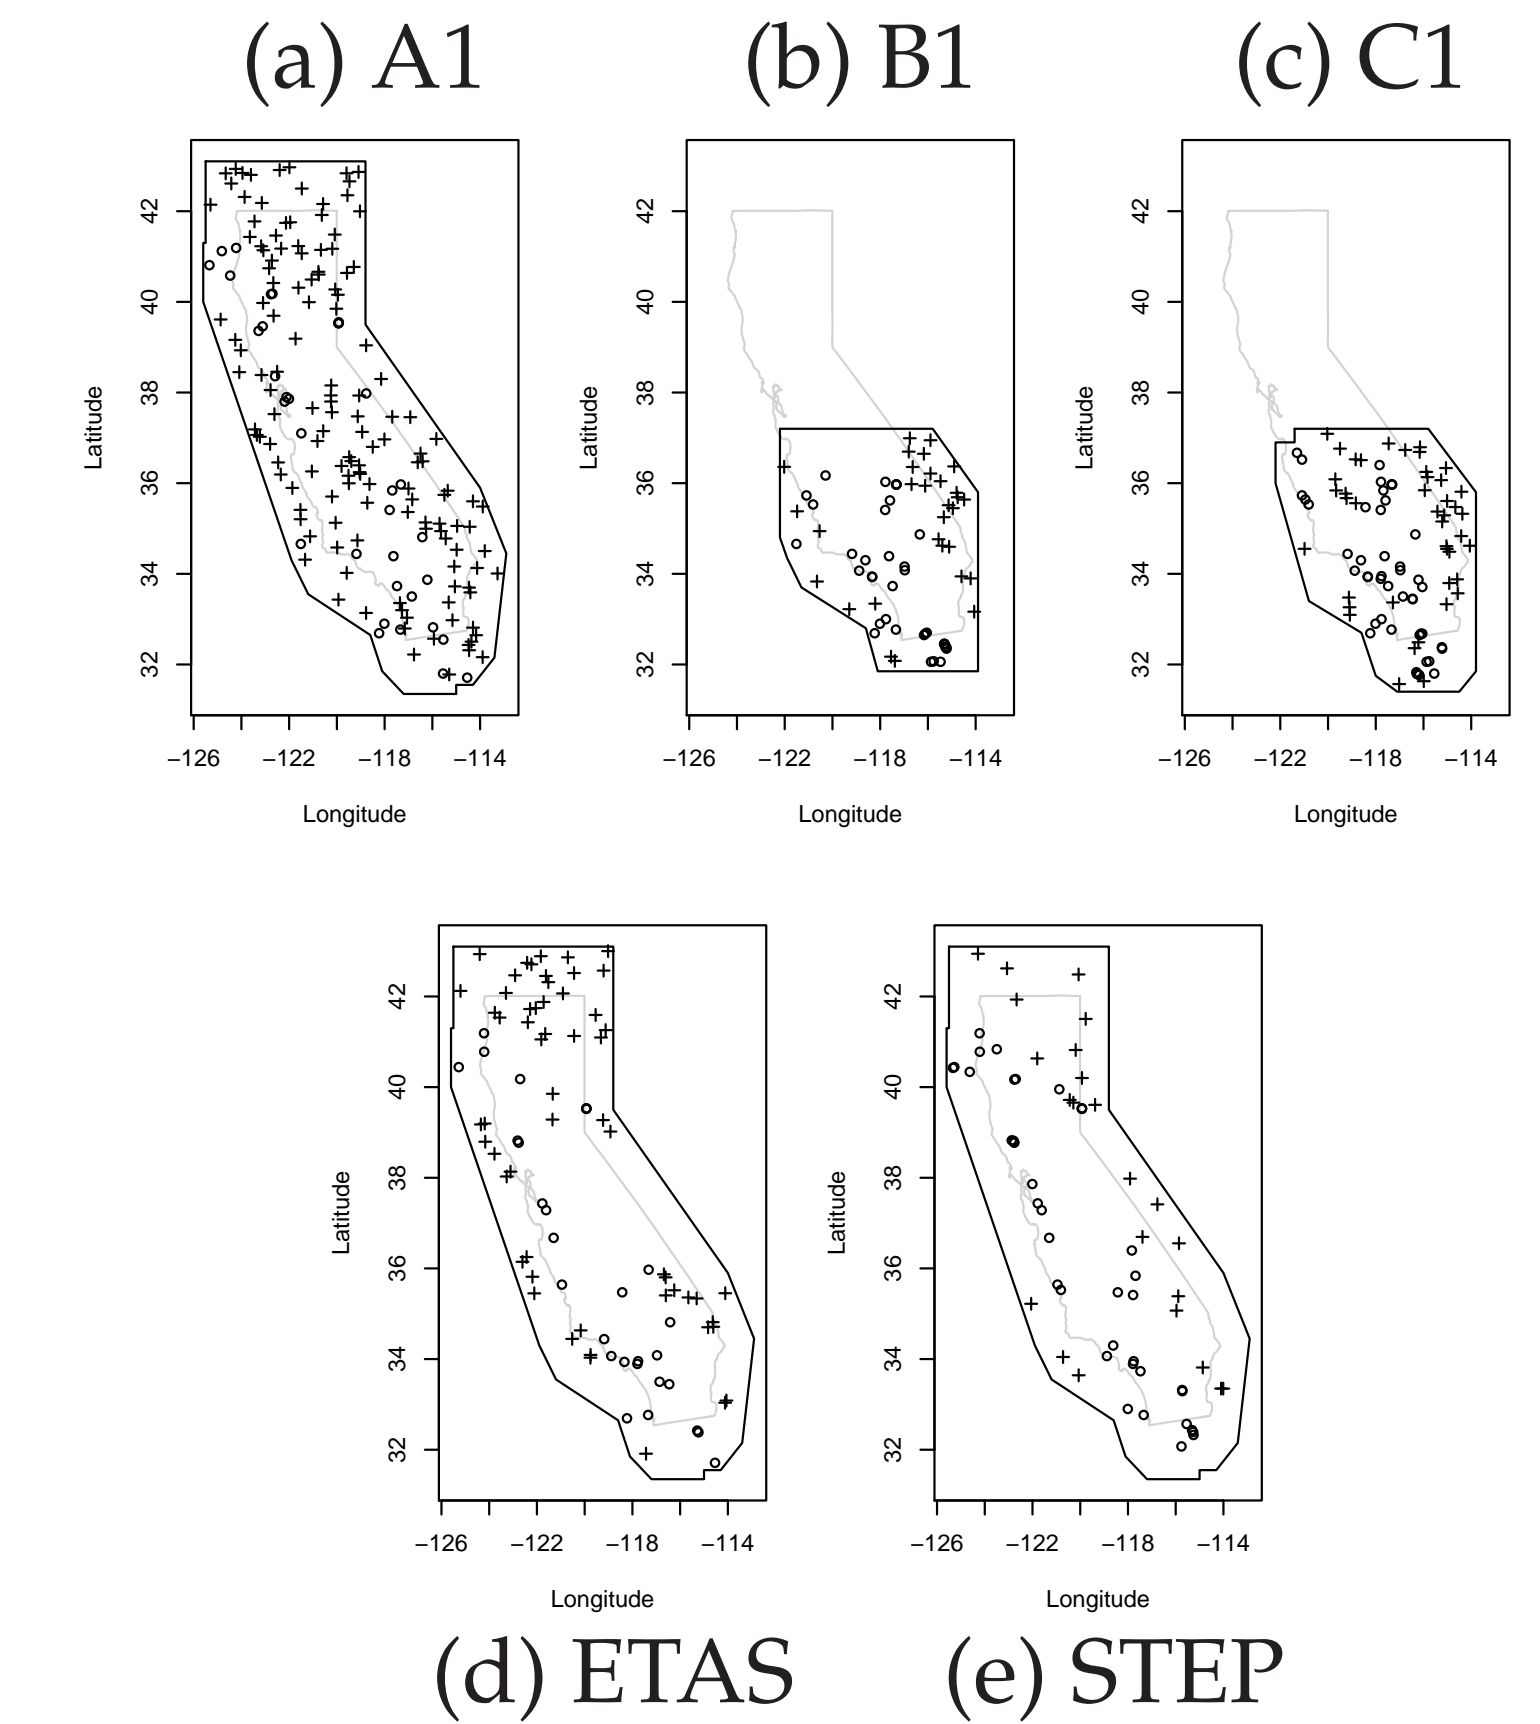 (a) A1 (b) B1 (c) C1
42 42 42
40 40 40
38 38 38
Latitude Latitude Latitude
36 36 36
34 34 34
32 32 32
−126 −122 −118 −114 −126 −122 −118 −114 −126 −122 −118 −114
Longitude Longitude Longitude
42 42
40 40
38 38
Latitude Latitude
36 36
34 34
32 32
−126 −122 −118 −114 −126 −122 −118 −114
Longitude Longitude
(d) ETAS (e) STEP